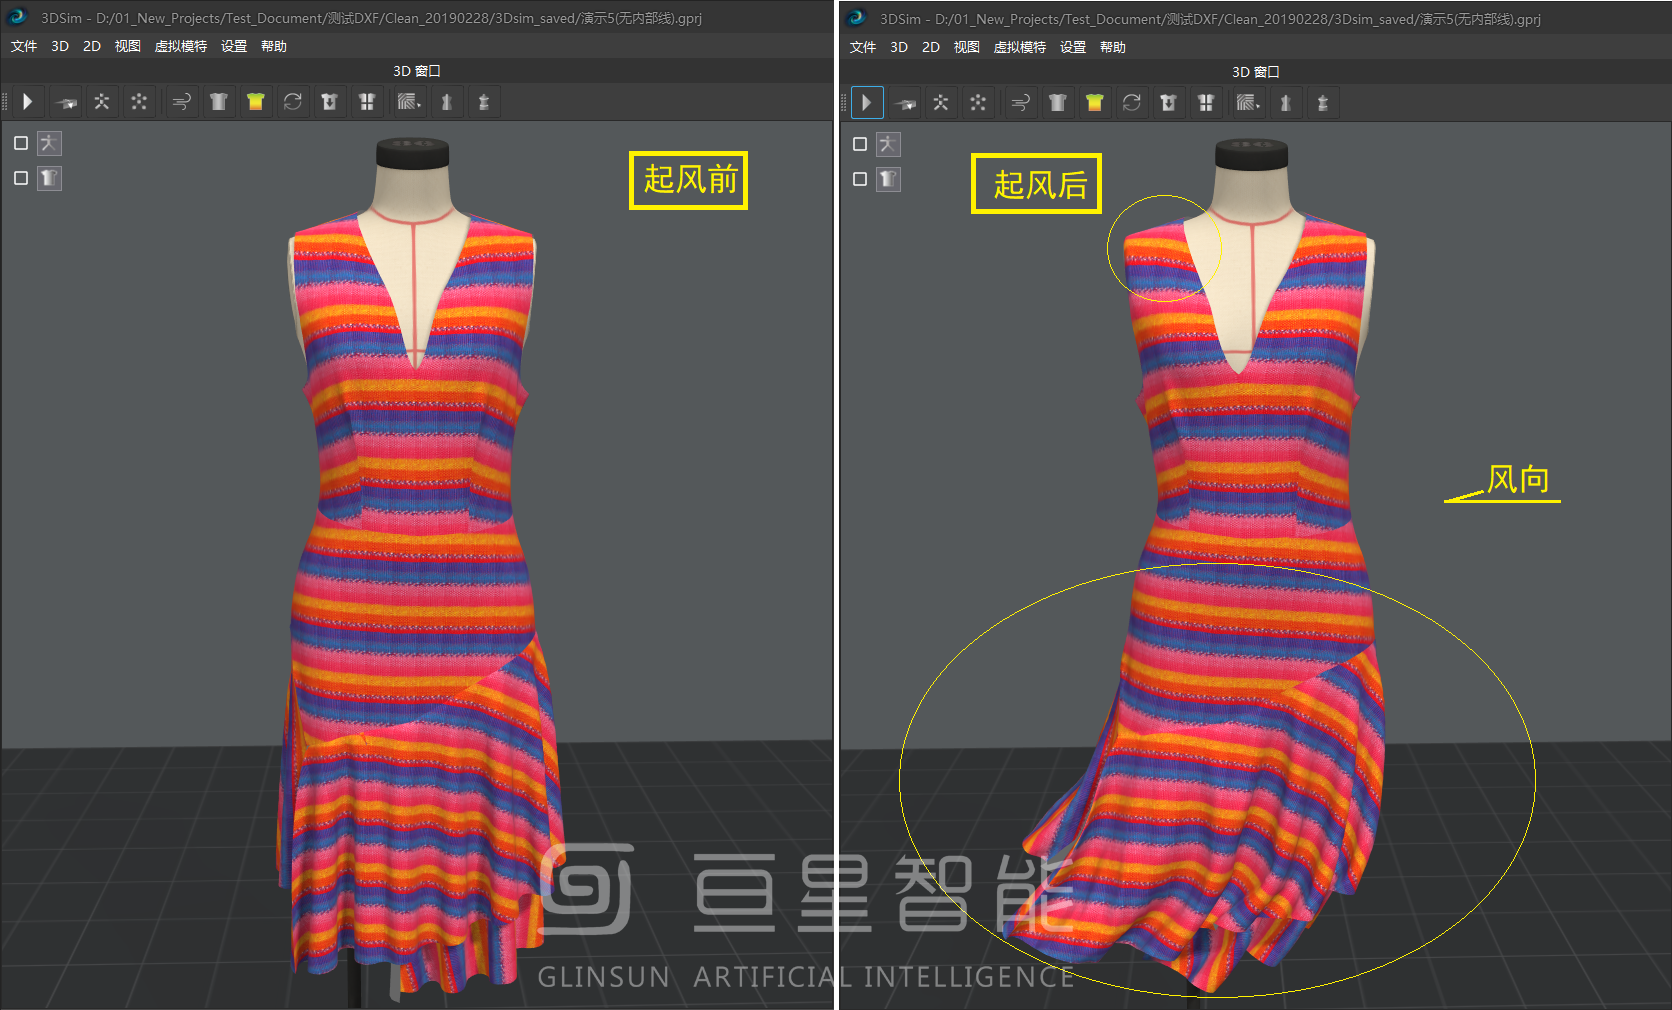 3DSim - D:/01_New_Projects/Test_Document/测试DXF/Clean_20190228/3Dsim_saved/演示5(无内部线).gprj
文件 3D 2D 视图 虚拟模特 设置 帮助
3D 窗口
起风前
3DSim - D:/01_New_Projects/Test_Document/测试DXF/Clean_20190228/3Dsim_saved/演示5(无内部线).gprj
文件 3D 2D 视图 虚拟模特 设置 帮助
3D 窗口
起风后
风向
巨星智能
GLINSUN ARTIFICIAL INTELLIGENCE